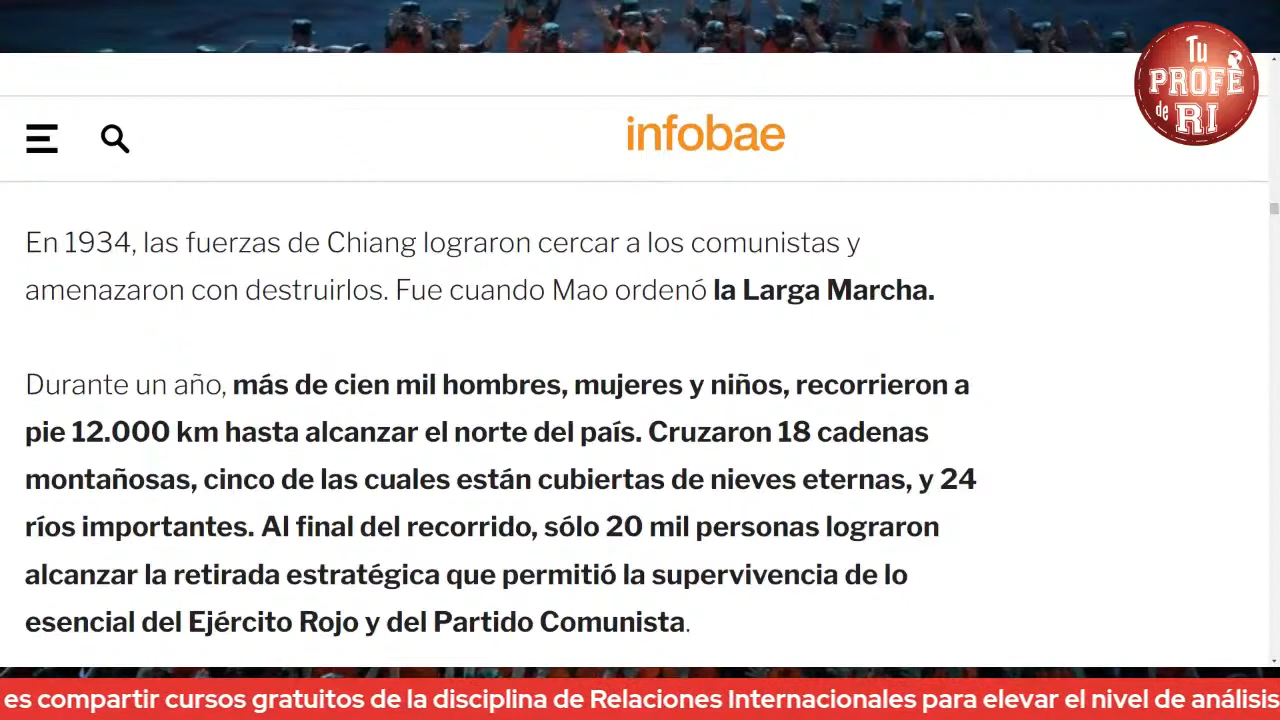 Tu
PROFE
de RI
infobae
En 1934, las fuerzas de Chiang lograron cercar a los comunistas y
amenazaron con destruirlos. Fue cuando Mao ordenó la Larga Marcha.
Durante un año, más de cien mil hombres, mujeres y niños, recorrieron a
pie 12.000 km hasta alcanzar el norte del país. Cruzaron 18 cadenas
montañosas, cinco de las cuales están cubiertas de nieves eternas, y 24
ríos importantes. Al final del recorrido, sólo 20 mil personas lograron
alcanzar la retirada estratégica que permitió la supervivencia de lo
esencial del Ejército Rojo y del Partido Comunista.
es compartir cursos gratuitos de la disciplina de Relaciones Internacionales para elevar el nivel de análisis